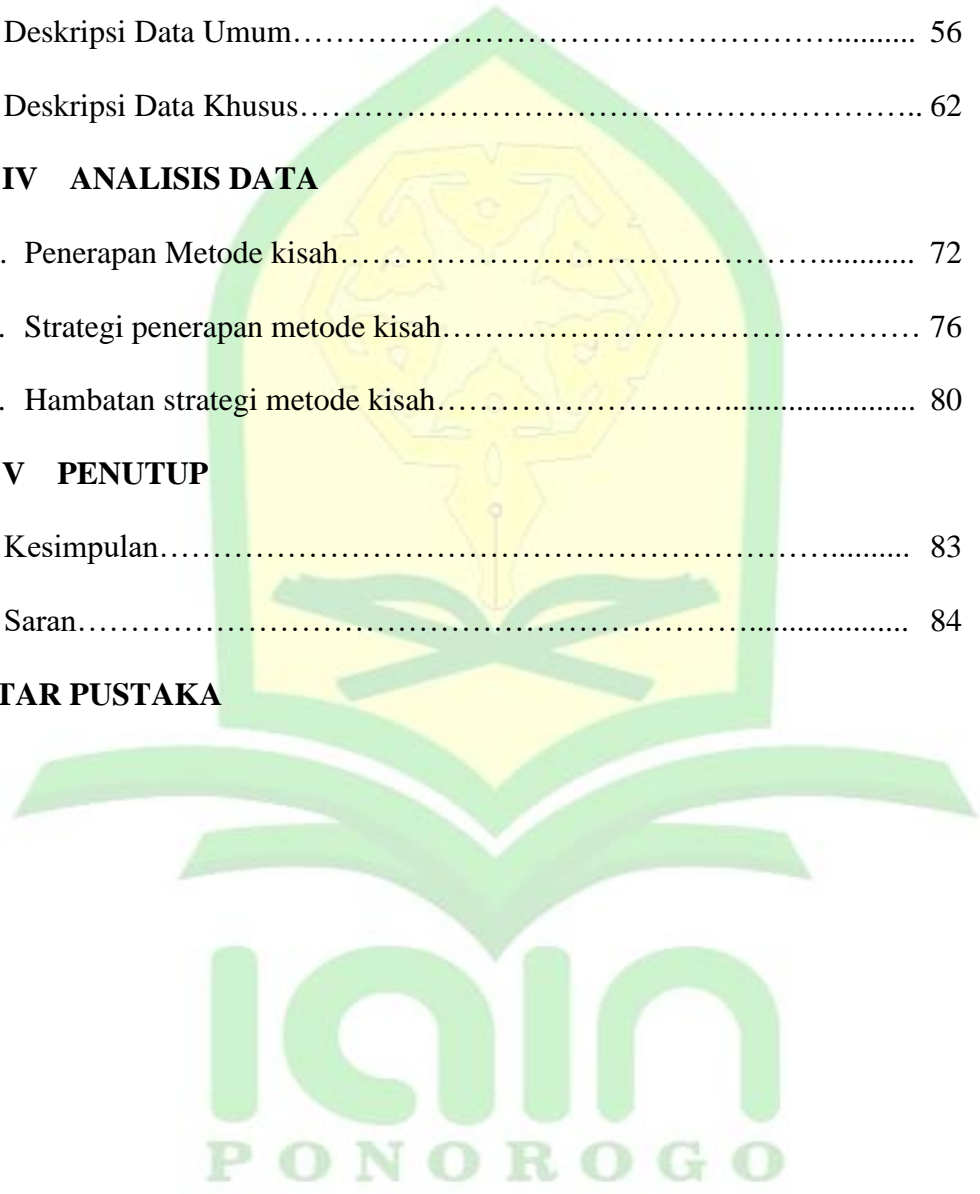 Deskripsi Data Umum……………………………………………….......... 56
Deskripsi Data Khusus…………………………………………………….. 62
IV ANALISIS DATA
. Penerapan Metode kisah………………………………………............ 72
. Strategi penerapan metode kisah……………………………………… 76
. Hambatan strategi metode kisah………………………....................... 80
V PENUTUP
Kesimpulan………………………………………………………….......... 83
Saran………………………………………………………..................... 84
TAR PUSTAKA
iain
PONOROGO